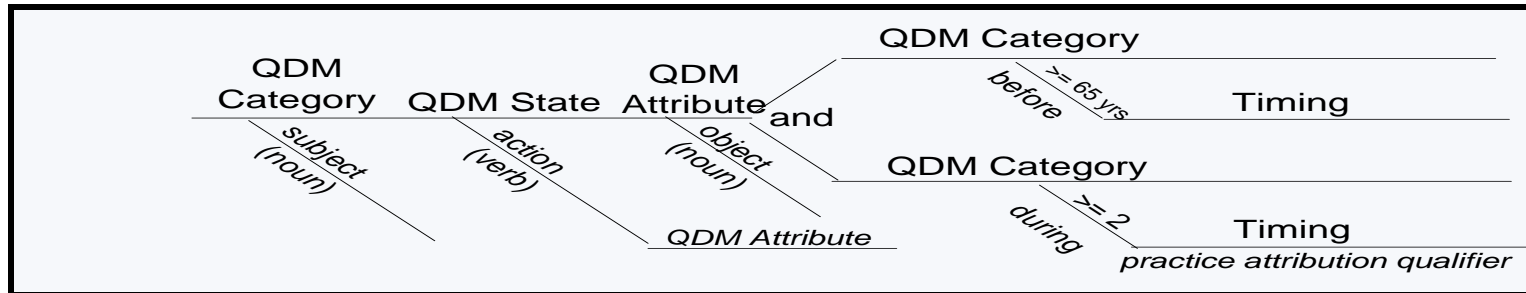 QDM
Category
subject
(noun)
QDM State
action
(verb)
QDM
Attribute
object
(noun)
QDM Attribute
and
QDM Category
>= 65 yrs
before
Timing
QDM Category
>= 2
during
Timing
practice attribution qualifier